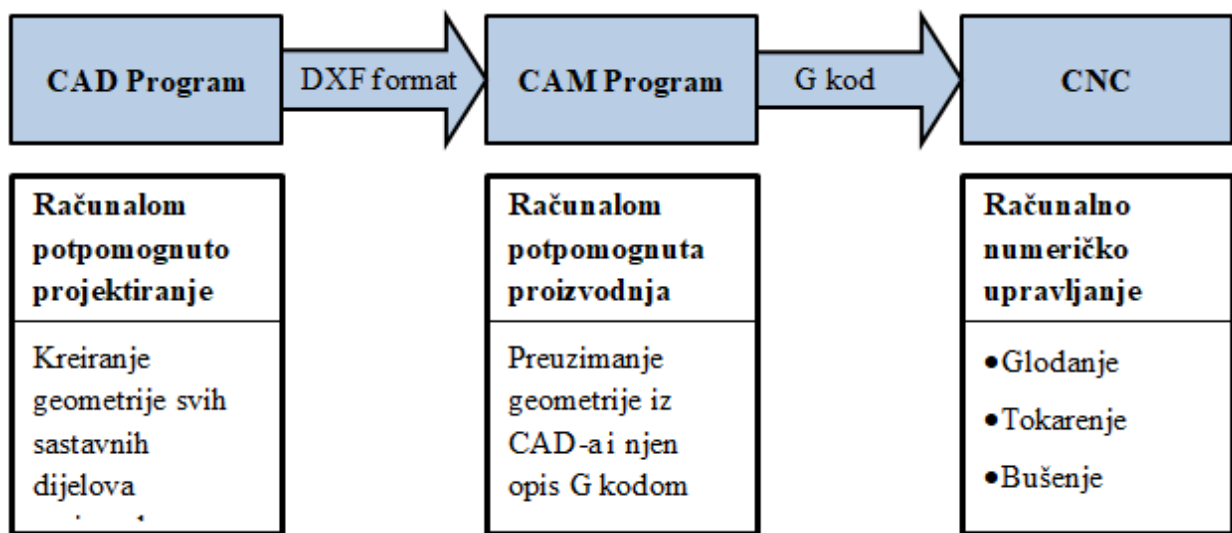 CAD Program
DXF format
CAM Program
G kod
CNC
Računalom
potpomognuto
projektiranje
Kreiranje
geometrije svih
sastavnih
dijelova
Računalom
potpomognuta
proizvodnja
Preuzimanje
geometrije iz
CAD-a i njen
opis G kodom
Računalno
numeričko
upravljanje
•Glodanje
•Tokarenje
•Bušenje